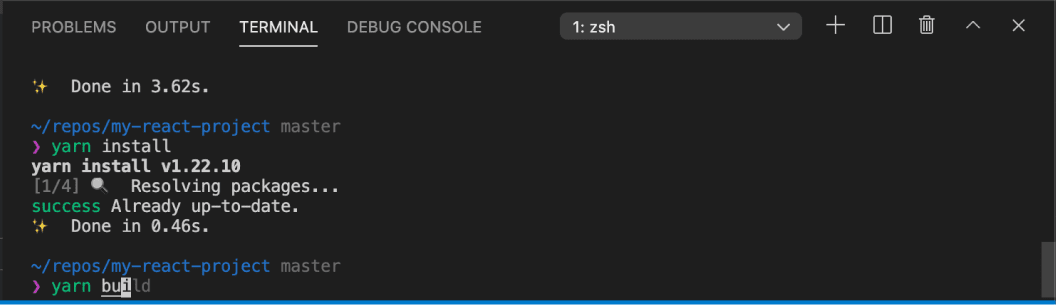 PROBLEMS OUTPUT TERMINAL DEBUG CONSOLE 1: zsh
✨ Done in 3.62s.
~/repos/my-react-project master
❯ yarn install
yarn install v1.22.10
[1/4] 🔍 Resolving packages...
success Already up-to-date.
✨ Done in 0.46s.
~/repos/my-react-project master
❯ yarn build